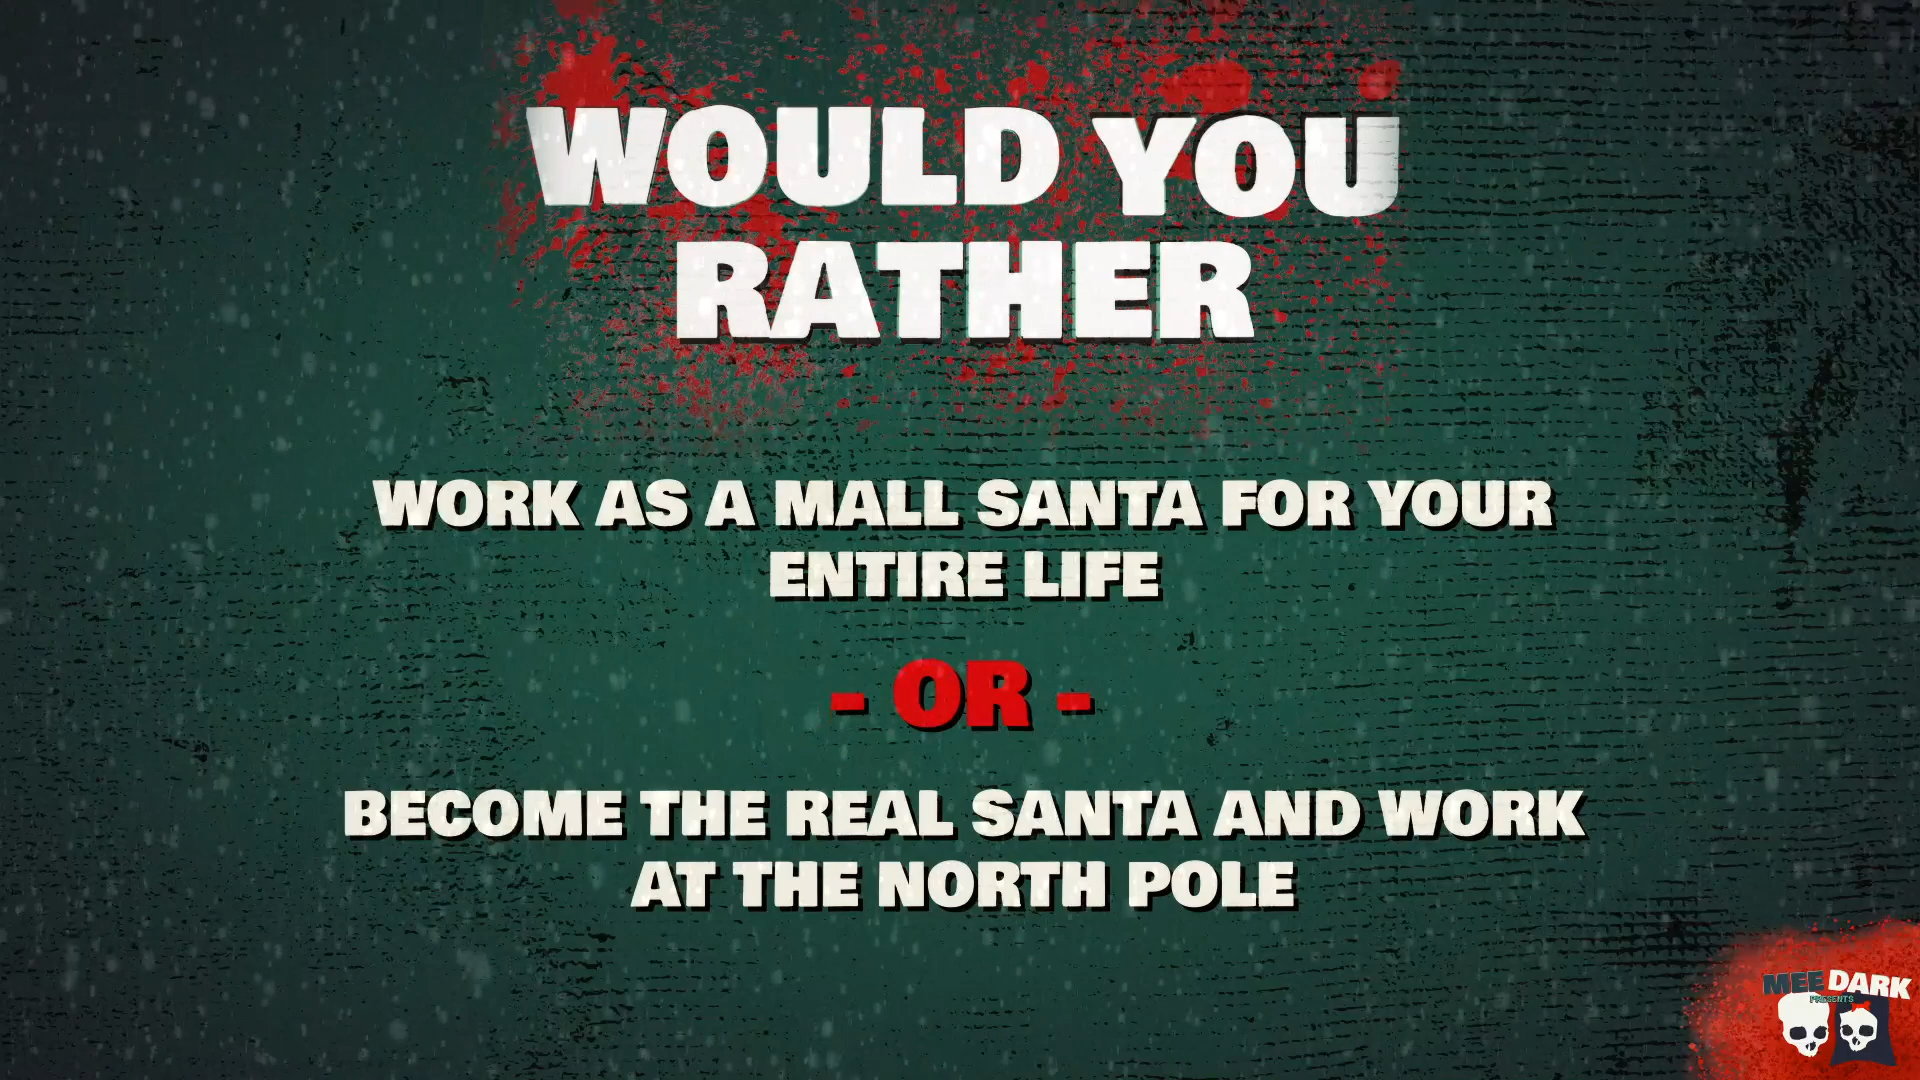 WOULD YOU
RATHER
WORK AS A MALL SANTA FOR YOUR
ENTIRE LIFE
- OR -
BECOME THE REAL SANTA AND WORK
AT THE NORTH POLE
MEE DARK
PRESENTS